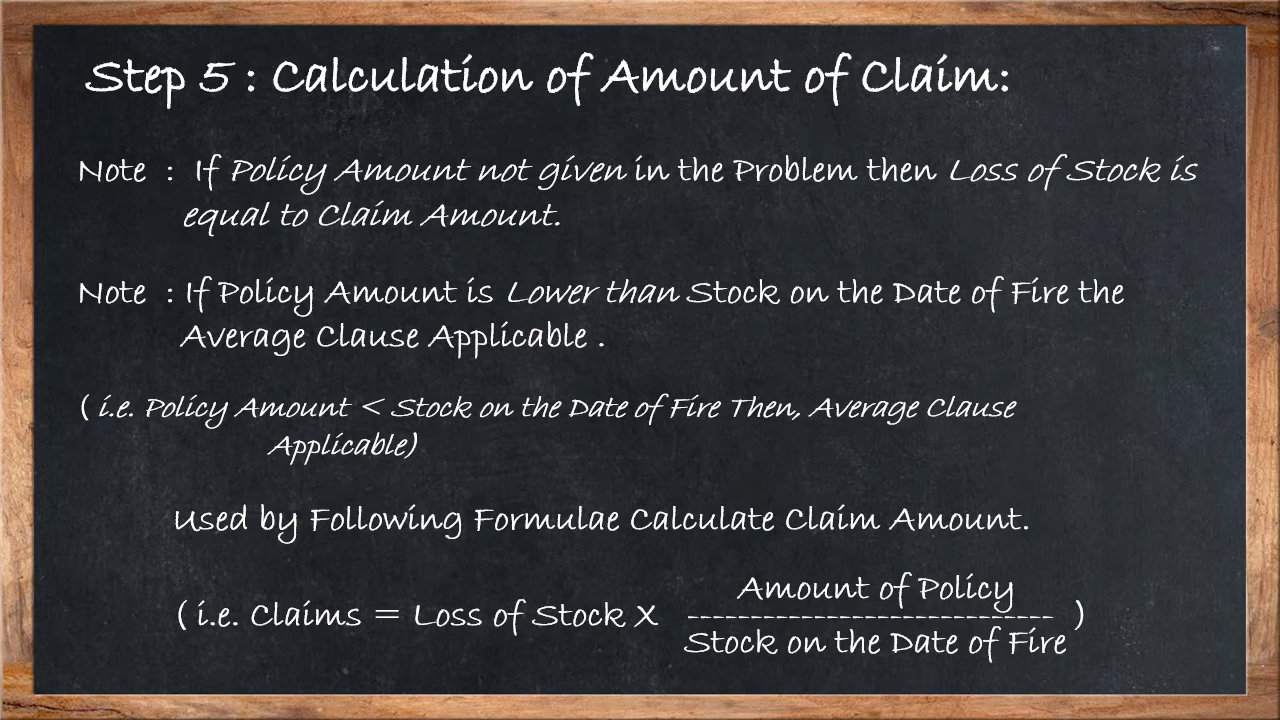 Step 5 : Calculation of Amount of Claim:
Note : If Policy Amount not given in the Problem then Loss of Stock is
equal to Claim Amount.
Note : If Policy Amount is Lower than Stock on the Date of Fire the
Average Clause Applicable .
( i.e. Policy Amount < Stock on the Date of Fire Then, Average Clause
Applicable)
Used by Following Formulae Calculate Claim Amount.
Amount of Policy
( i.e. Claims = Loss of Stock X ---------------------------- )
Stock on the Date of Fire